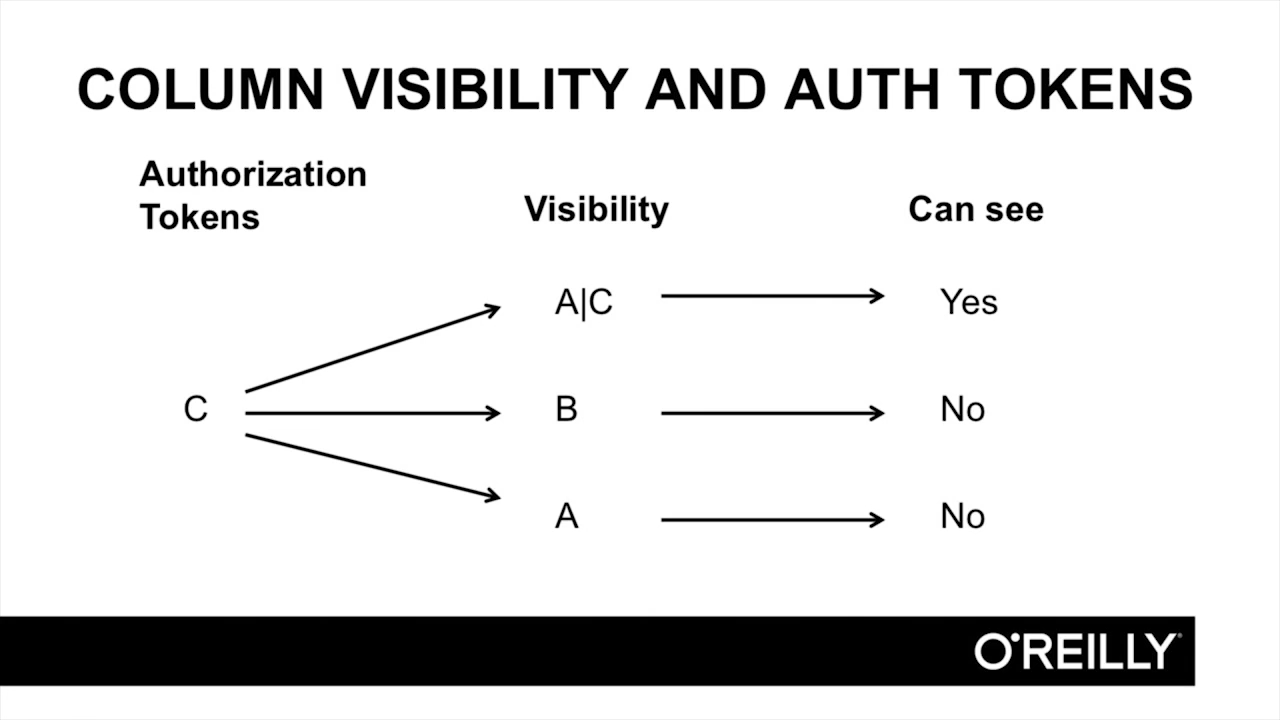 COLUMN VISIBILITY AND AUTH TOKENS
Authorization
Tokens
Visibility
Can see
A|C
Yes
C
B
No
A
No
O'REILLY®